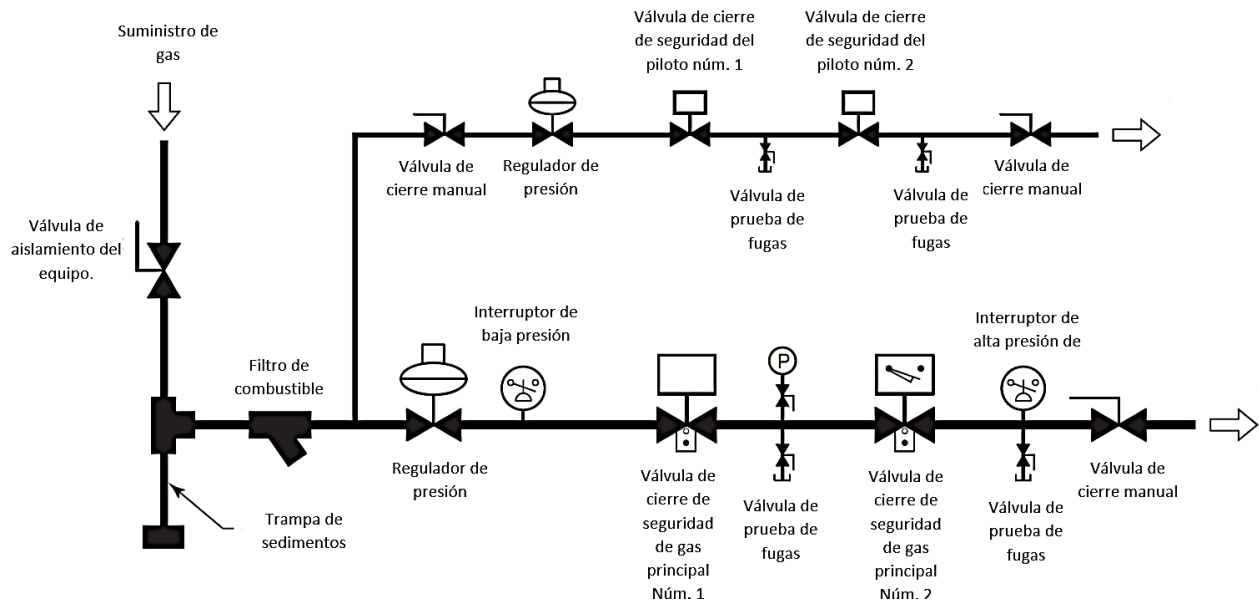 Suministro de
gas
Válvula de cierre
de seguridad del
piloto núm. 1
Válvula de cierre
de seguridad del
piloto núm. 2
Válvula de
cierre manual
Regulador de
presión
Válvula de
prueba de
fugas
Válvula de
prueba de
fugas
Válvula de
cierre manual
Válvula de
aislamiento del
equipo.
Filtro de
combustible
Interruptor de
baja presión
P
Interruptor de
alta presión de
Regulador de
presión
Válvula de
cierre de
seguridad
de gas
principal
Núm. 1
Válvula de
prueba de
fugas
Válvula de
cierre de
seguridad
de gas
principal
Núm. 2
Válvula de
prueba de
fugas
Válvula de
cierre manual
Trampa de
sedimentos